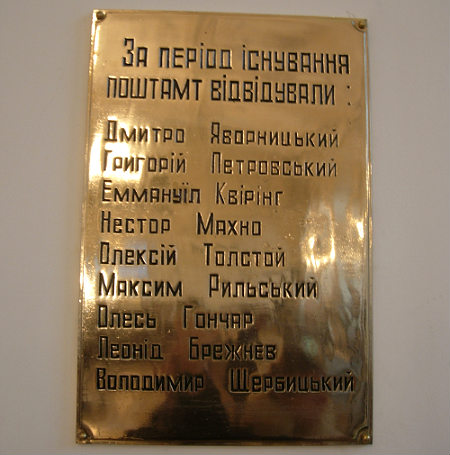 За період існування
поштамт відвідували :
Дмитро Яворницький
Григорій Петровський
Еммануїл Квірінг
Нестор Махно
Олексій Толстой
Максим Рильський
Олесь Гончар
Леонід Брежнєв
Володимир Щербицький